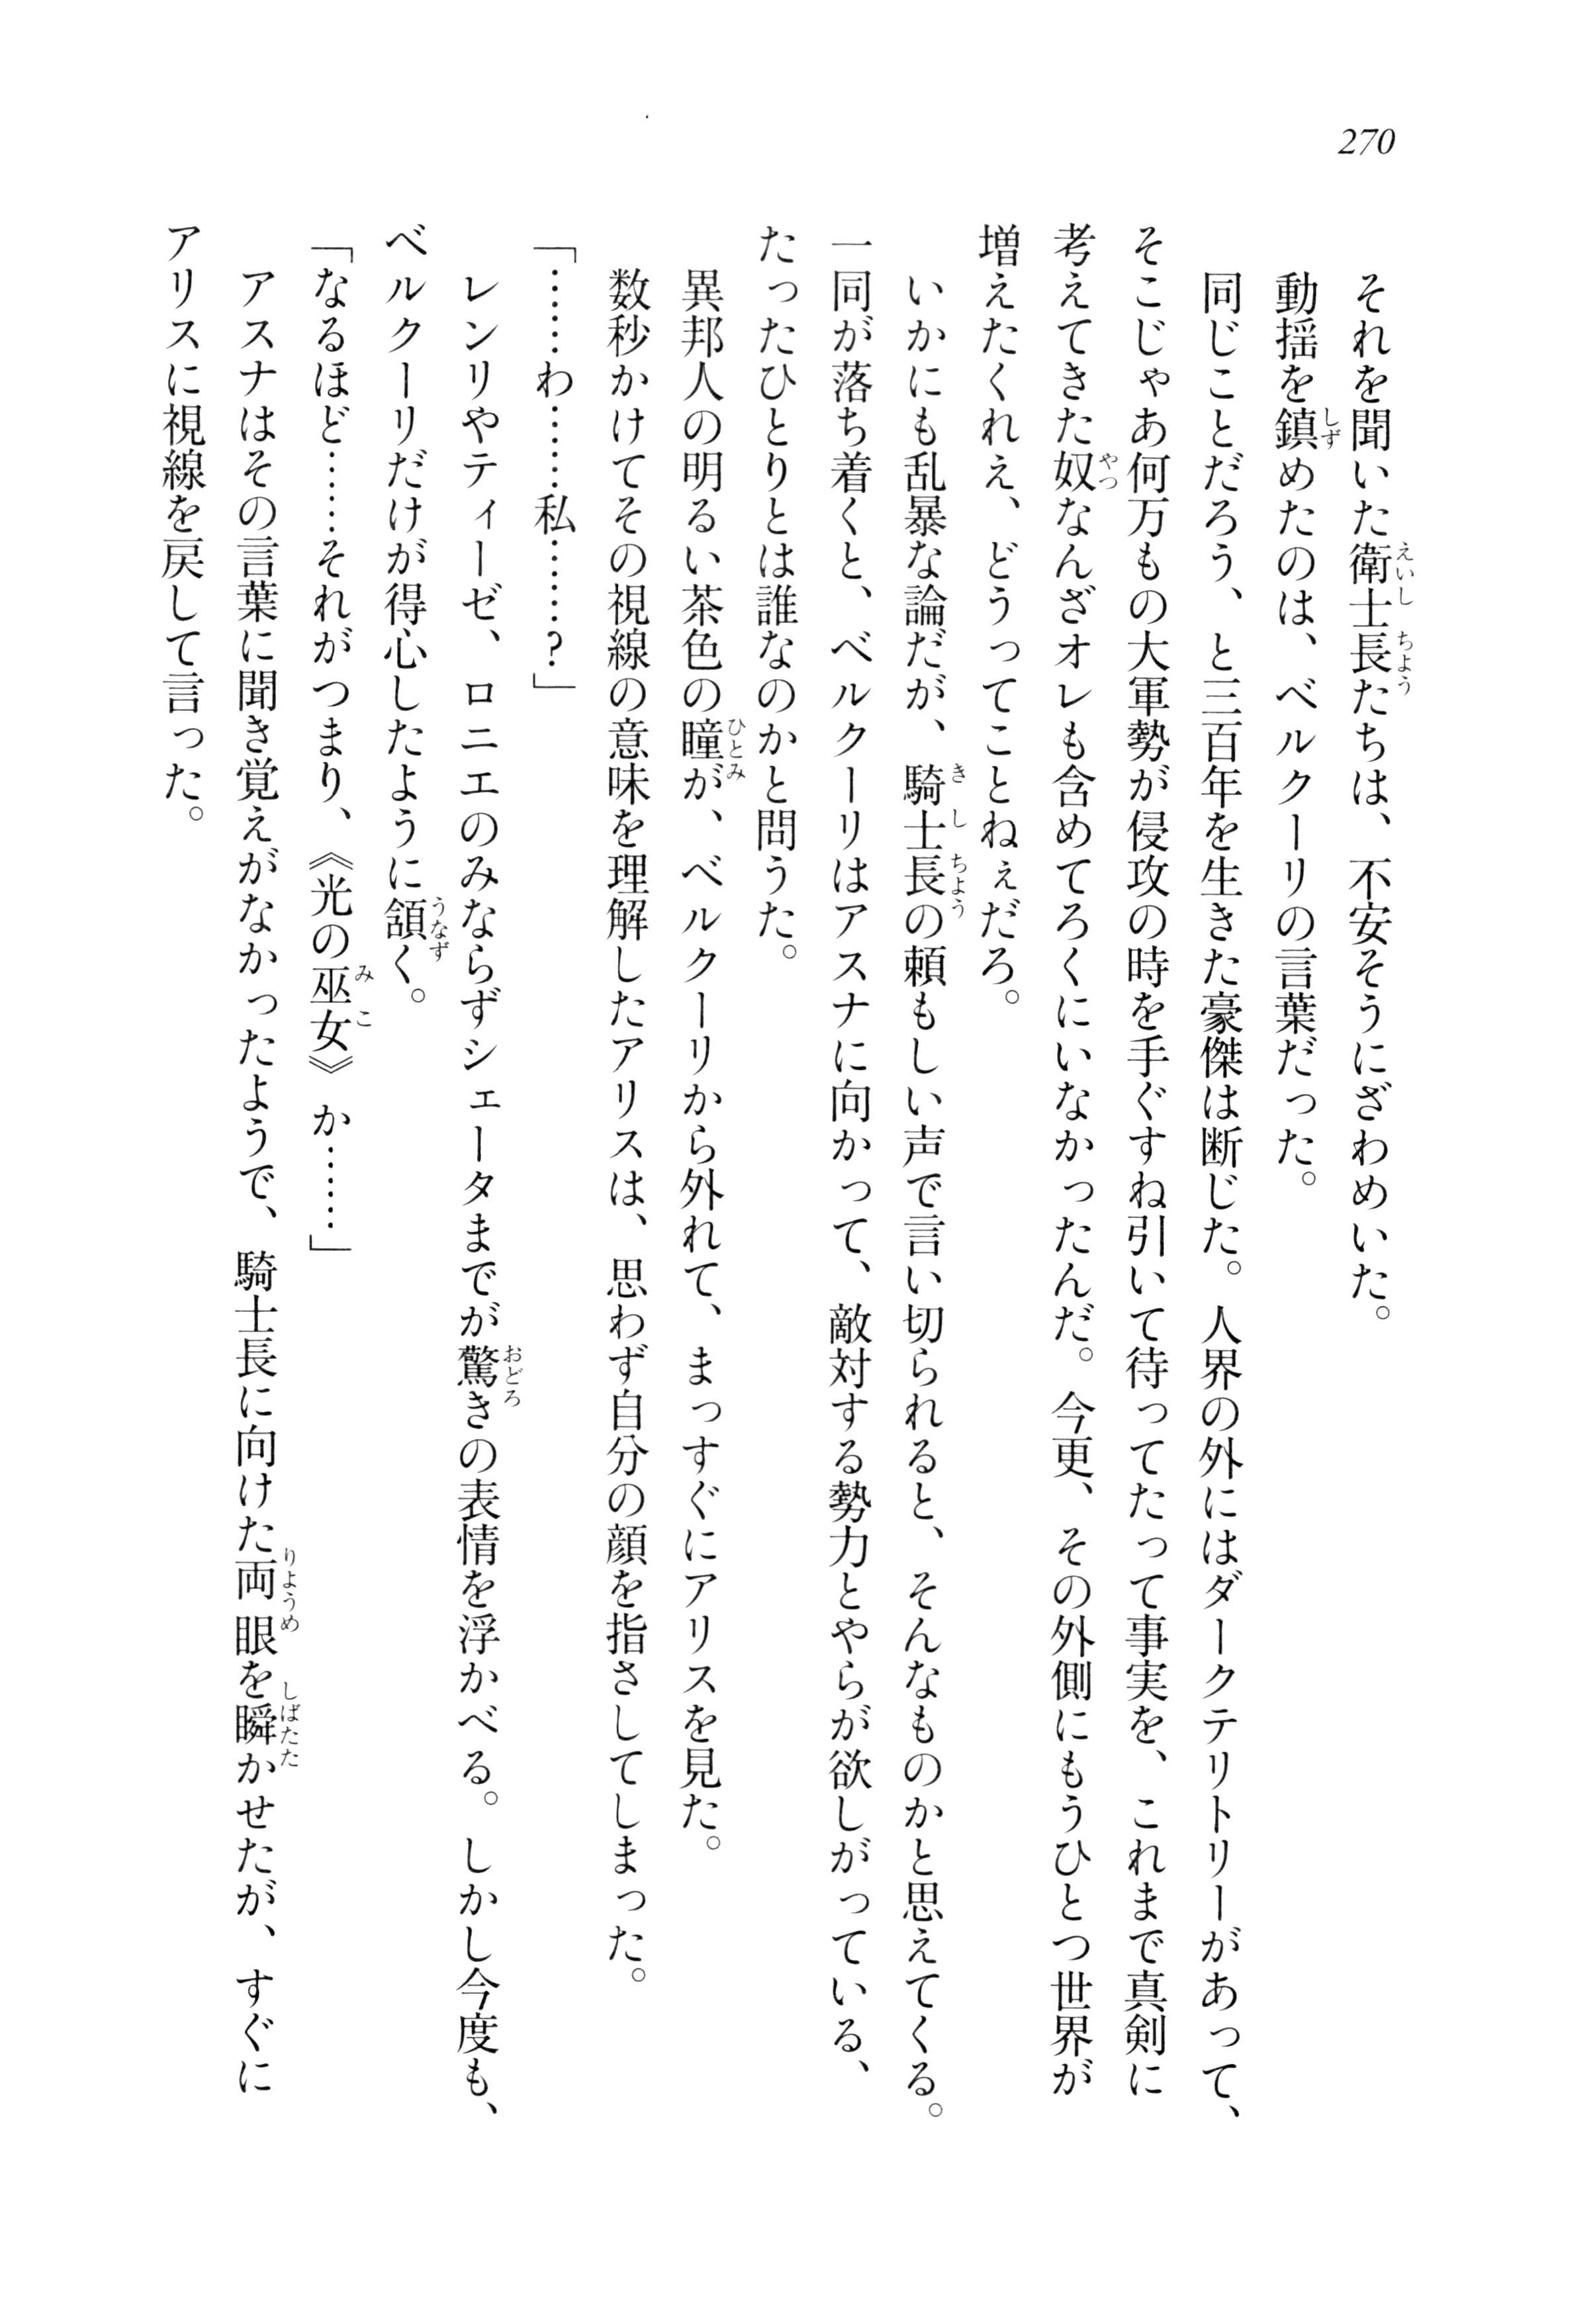 270
それを聞いた衛士長たちは、不安そうにざわめいた。
動揺を鎮めたのは、ベルクーリの言葉だった。
同じことだろう、と三百年を生きた豪傑は断じた。人界の外にはダークテリトリーがあって、
そこじゃあ何万もの大軍勢が侵攻の時を手ぐすね引いて待ってたって事実を、これまで真剣に
考えてきた奴なんざオレも含めてろくにいなかったんだ。今更、その外側にもうひとつ世界が
増えたくれえ、どうってことねぇだろ。
いかにも乱暴な論だが、騎士長の頼もしい声で言い切られると、そんなものかと思えてくる。
一同が落ち着くと、ベルクーリはアスナに向かって、敵対する勢力とやらが欲しがっている、
たったひとりとは誰なのかと問うた。
異邦人の明るい茶色の瞳が、ベルクーリから外れて、まっすぐにアリスを見た。
数秒かけてその視線の意味を理解したアリスは、思わず自分の顔を指さしてしまった。
「……わ……私……？」
レンリやティーゼ、ロニエのみならずシェータまでが驚きの表情を浮かべる。しかし今度も、
ベルクーリだけが得心したように頷く。
「なるほど……それがつまり、《光の巫女》か……」
アスナはその言葉に聞き覚えがなかったようで、騎士長に向けた両眼を瞬かせたが、すぐに
アリスに視線を戻して言った。